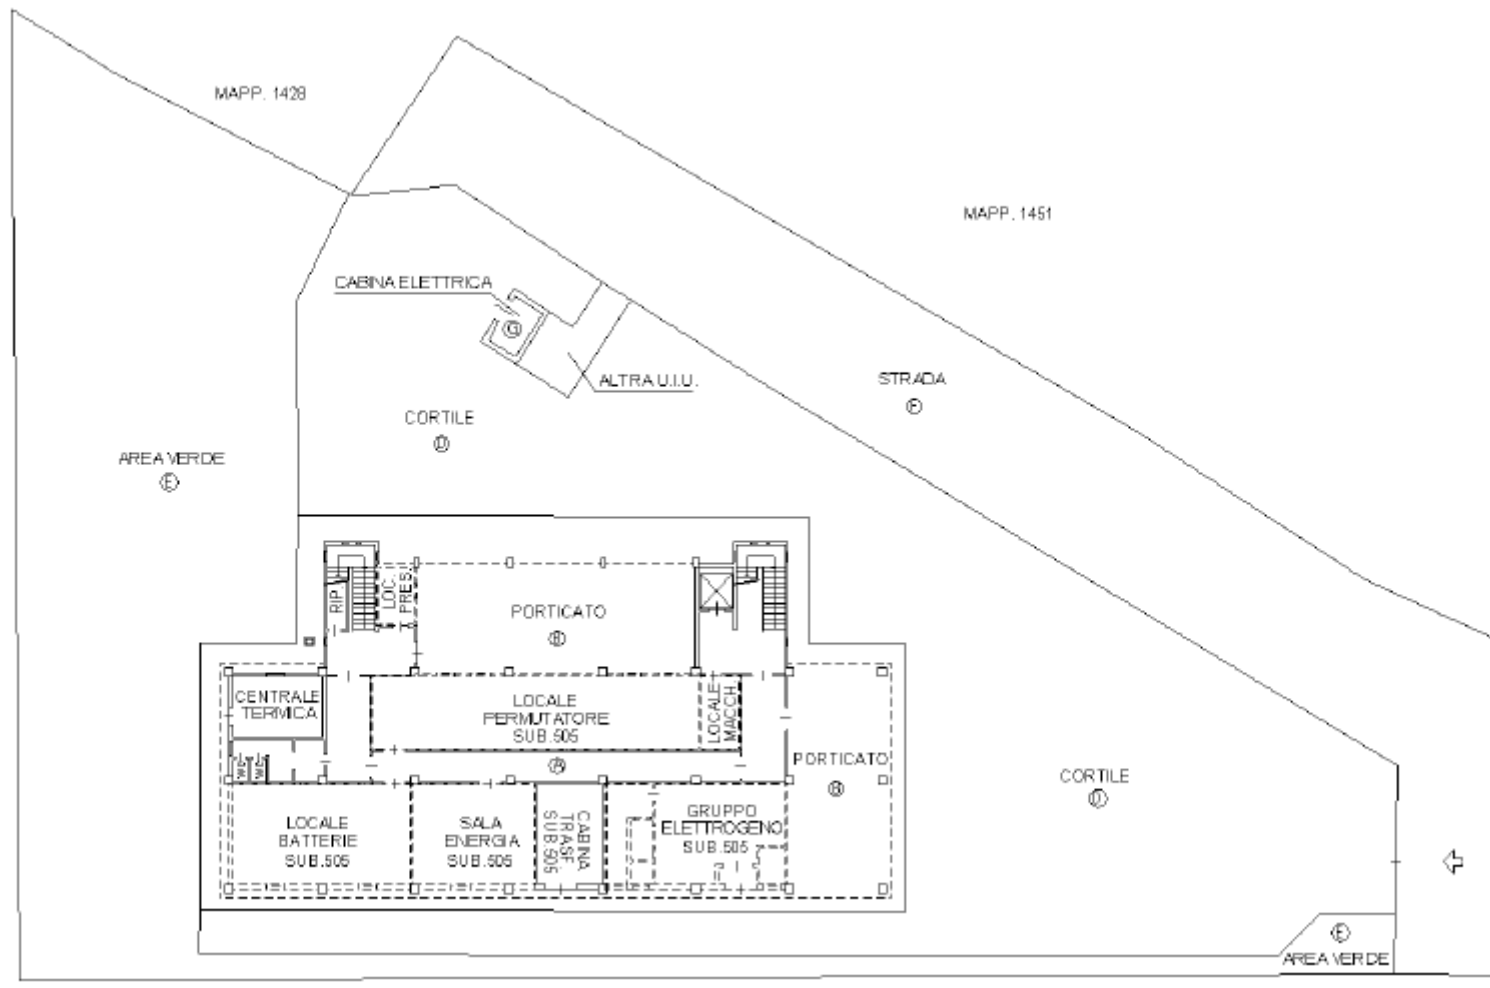 MAPP. 1428
MAPP. 1451
CABINA ELETTRICA
G
ALTRA U.I.U.
STRADA
F
CORTILE
D
AREA VERDE
E
RIP.
LOC.
PRES.
PORTICATO
B
CENTRALE
TERMICA
LOCALE
PERMUTATORE
SUB.505
LOCALE
MACCH.
WC
WC
A
PORTICATO
B
CORTILE
D
LOCALE
BATTERIE
SUB.505
SALA
ENERGIA
SUB.505
CABINA
TRASF.
SUB.505
GRUPPO
ELETTROGENO
SUB.505
E
AREA VERDE